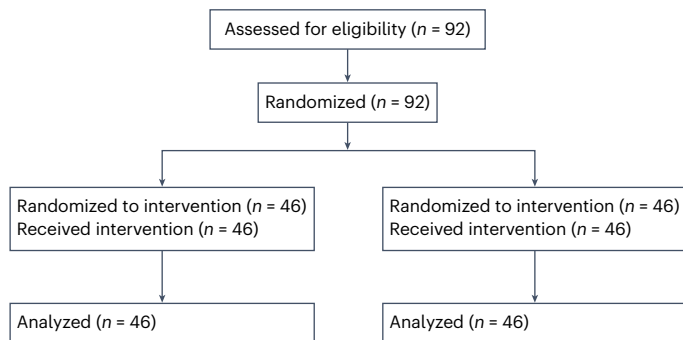 Assessed for eligibility (n = 92)
Randomized (n = 92)
Randomized to intervention (n = 46)
Received intervention (n = 46)
Randomized to intervention (n = 46)
Received intervention (n = 46)
Analyzed (n = 46)
Analyzed (n = 46)